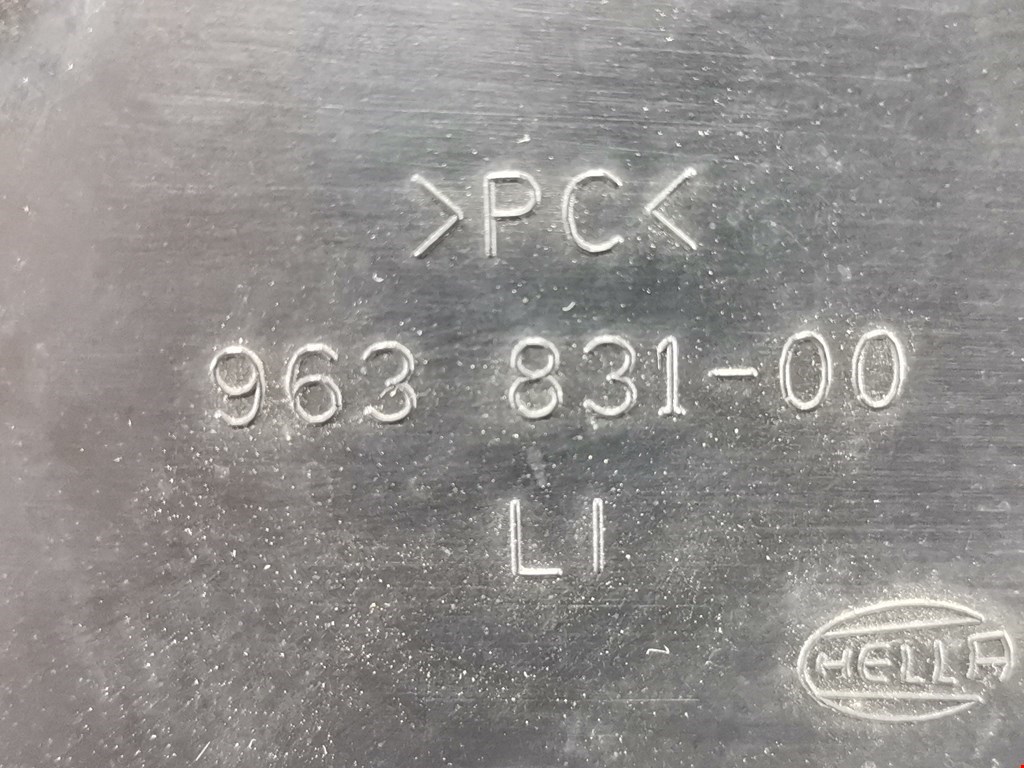 >PC<
963 831-00
LI
HELLA